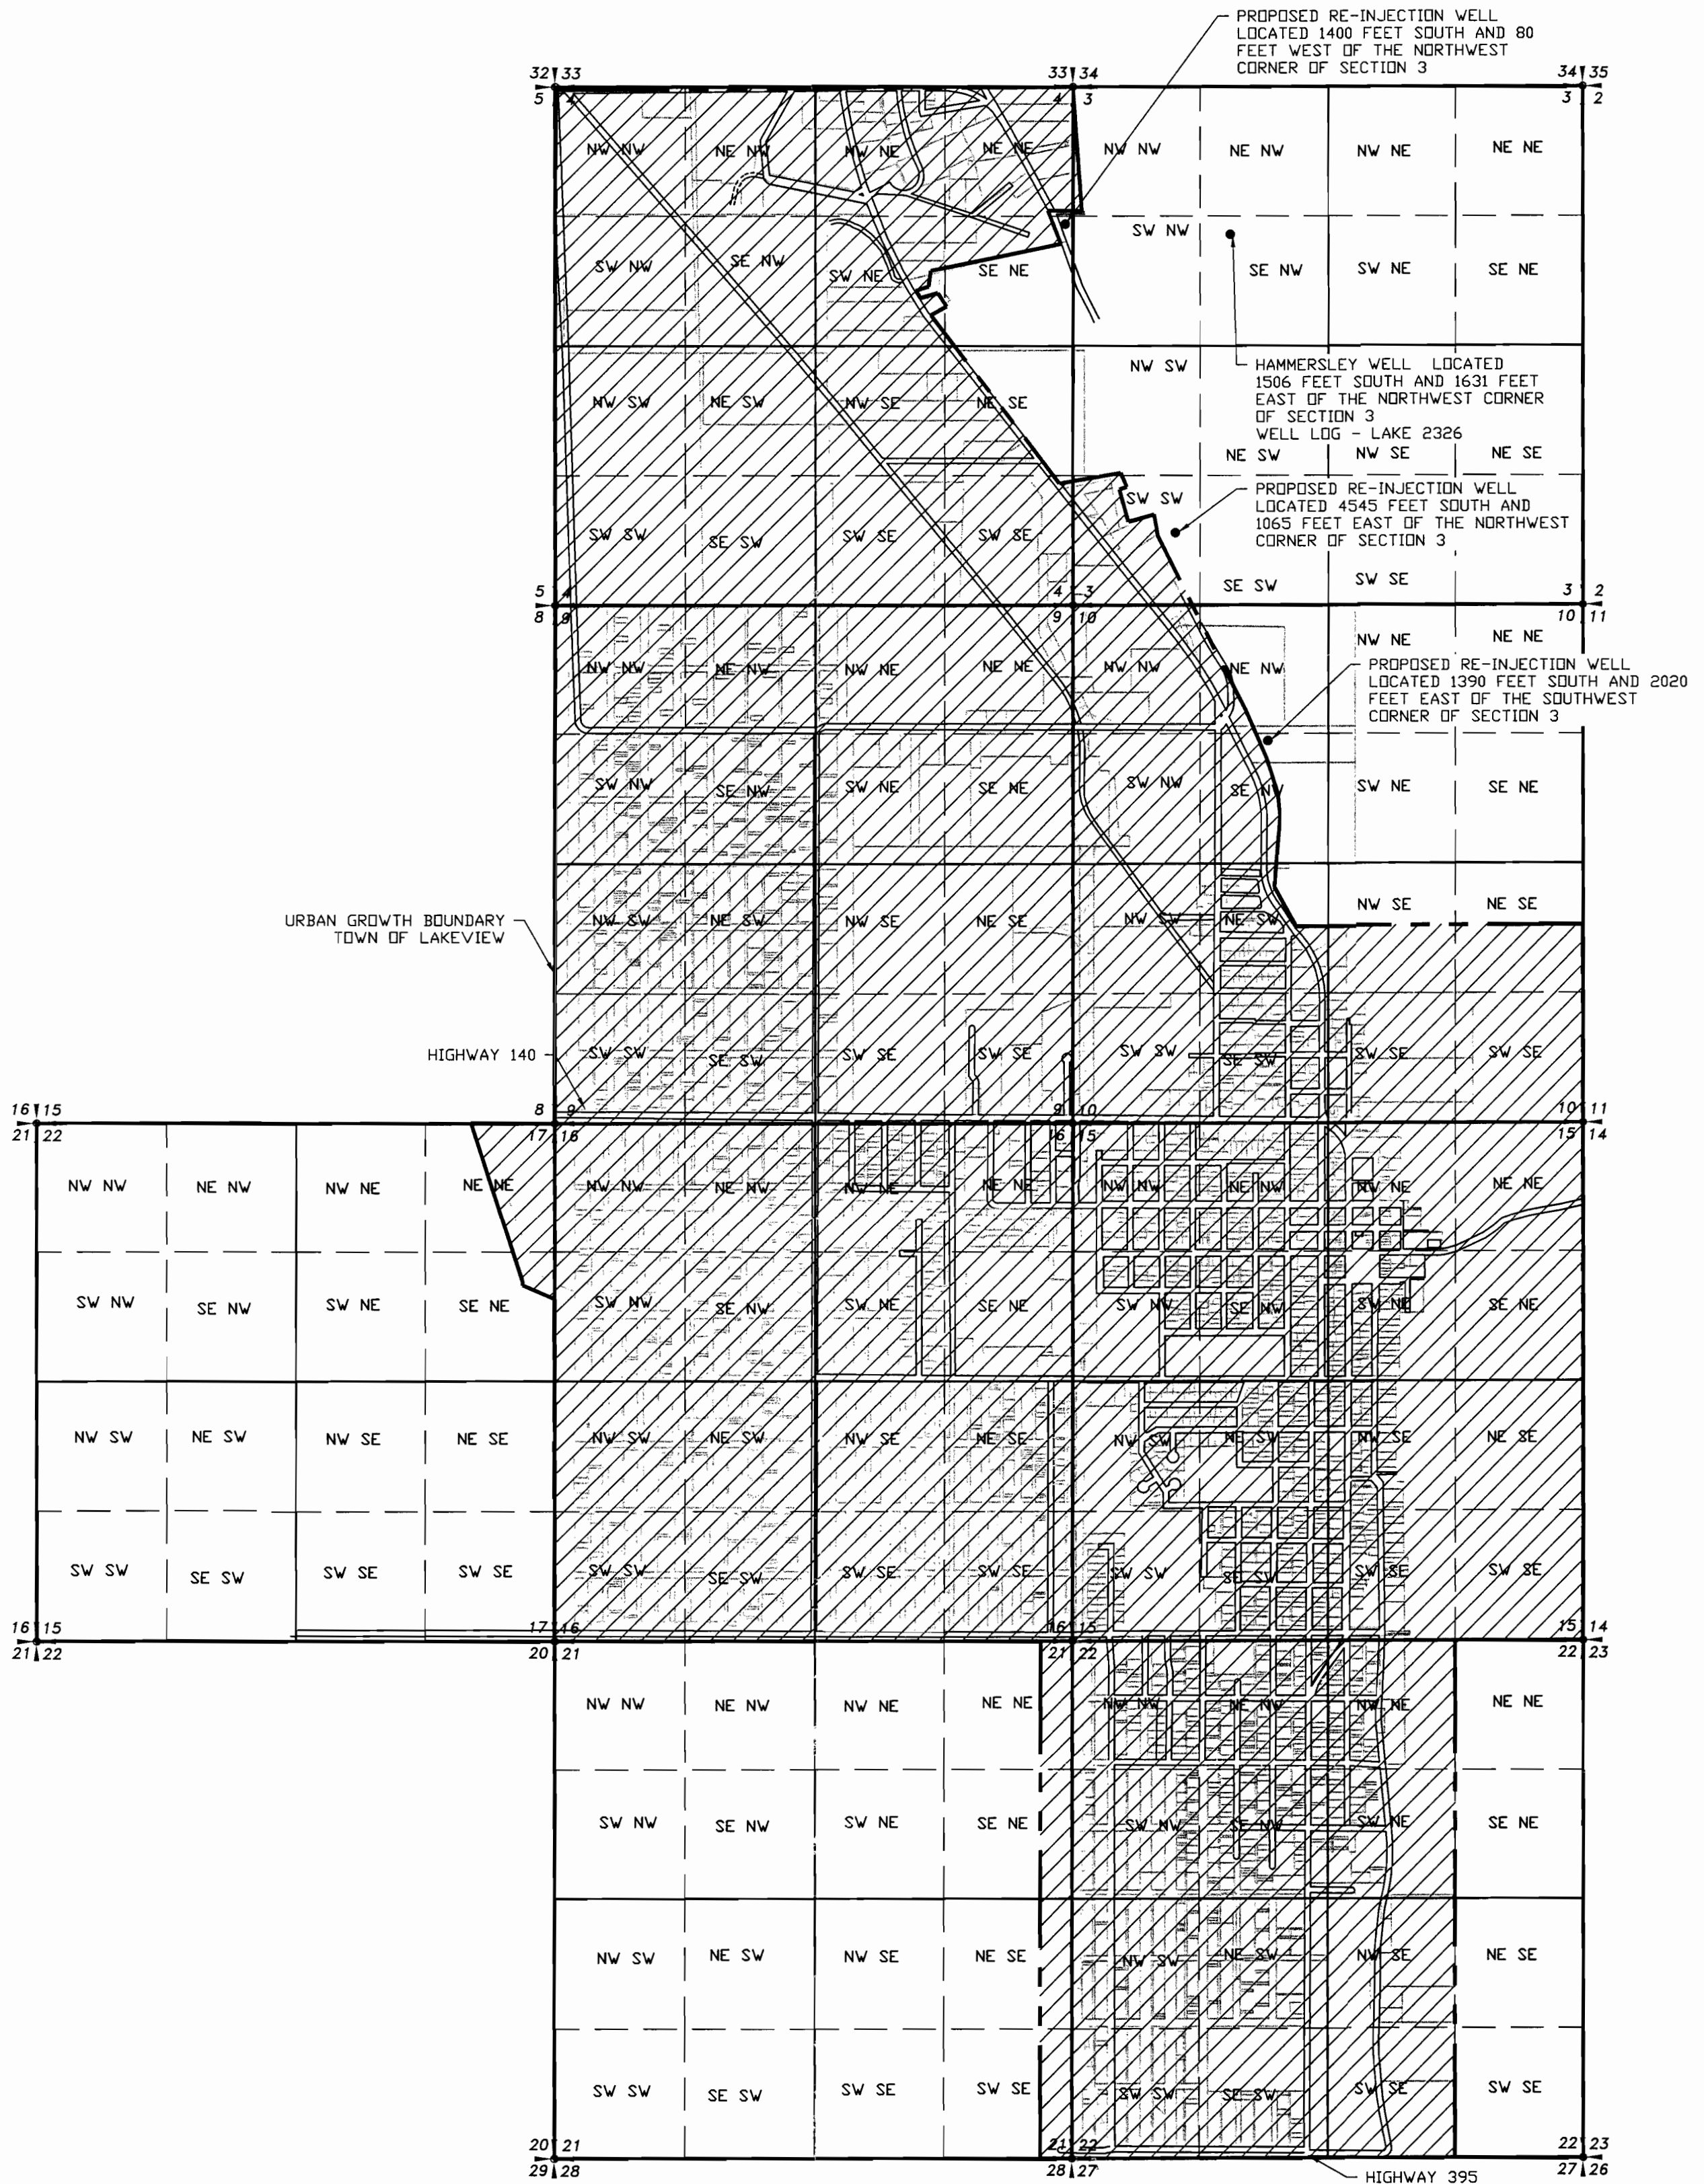 PROPOSED RE-INJECTION WELL
LOCATED 1400 FEET SOUTH AND 80
FEET WEST OF THE NORTHWEST
CORNER OF SECTION 3
32 33
33 34
34 35
5 4
4 3
3 2
NW NW
NE NW
NW NE
NE NE
NW NW
NE NW
NW NE
NE NE
SW NW
SE NW
SW NE
SE NE
SW NW
SE NW
SW NE
SE NE
HAMMERSLEY WELL LOCATED
1506 FEET SOUTH AND 1631 FEET
EAST OF THE NORTHWEST CORNER
OF SECTION 3
WELL LOG - LAKE 2326
NW SW
NE SW
NW SE
NE SE
NW SW
NE SW
NW SE
NE SE
PROPOSED RE-INJECTION WELL
LOCATED 4545 FEET SOUTH AND
1065 FEET EAST OF THE NORTHWEST
CORNER OF SECTION 3
SW SW
SE SW
SW SE
SW SE
SW SW
SE SW
SW SE
5 4
4 3
3 2
8 9
9 10
10 11
NW NW
NE NW
NW NE
NE NE
NW NW
NE NW
NW NE
NE NE
PROPOSED RE-INJECTION WELL
LOCATED 1390 FEET SOUTH AND 2020
FEET EAST OF THE SOUTHWEST
CORNER OF SECTION 3
SW NW
SE NW
SW NE
SE NE
SW NW
SE NW
SW NE
SE NE
URBAN GROWTH BOUNDARY
TOWN OF LAKEVIEW
NW SW
NE SW
NW SE
NE SE
NW SW
NE SW
NW SE
NE SE
HIGHWAY 140
SW SW
SE SW
SW SE
SW SE
SW SW
SE SW
SW SE
SW SE
16 15
8 9
9 10
10 11
21 22
17 16
16 15
15 14
NW NW
NE NW
NW NE
NE NE
NW NW
NE NW
NW NE
NE NE
NW NW
NE NW
NW NE
NE NE
SW NW
SE NW
SW NE
SE NE
SW NW
SE NW
SW NE
SE NE
SW NW
SE NW
SW NE
SE NE
NW SW
NE SW
NW SE
NE SE
NW SW
NE SW
NW SE
NE SE
NW SW
NE SW
NW SE
NE SE
SW SW
SE SW
SW SE
SW SE
SW SW
SE SW
SW SE
SW SE
SW SW
SE SW
SW SE
SW SE
16 15
17 16
16 15
15 14
21 22
20 21
21 22
22 23
NW NW
NE NW
NW NE
NE NE
NW NW
NE NW
NW NE
NE NE
SW NW
SE NW
SW NE
SE NE
SW NW
SE NW
SW NE
SE NE
NW SW
NE SW
NW SE
NE SE
NW SW
NE SW
NW SE
NE SE
SW SW
SE SW
SW SE
SW SE
SW SW
SE SW
SW SE
SW SE
20 21
21 22
22 23
29 28
28 27
27 26
HIGHWAY 395